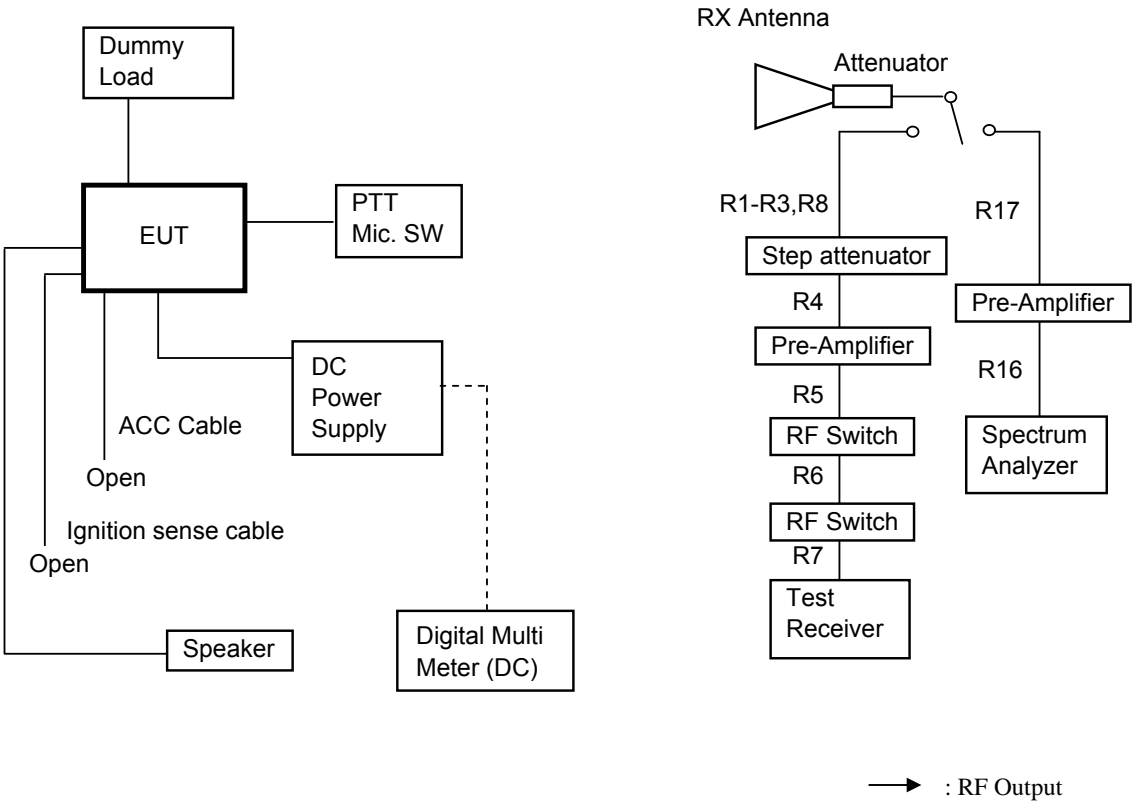 Dummy
Load
EUT
PTT
Mic. SW
DC
Power
Supply
ACC Cable
Open
Ignition sense cable
Open
Speaker
Digital Multi
Meter (DC)
RX Antenna
Attenuator
R1-R3,R8
Step attenuator
R4
Pre-Amplifier
R5
RF Switch
R6
RF Switch
R7
Test
Receiver
R17
Pre-Amplifier
R16
Spectrum
Analyzer
: RF Output